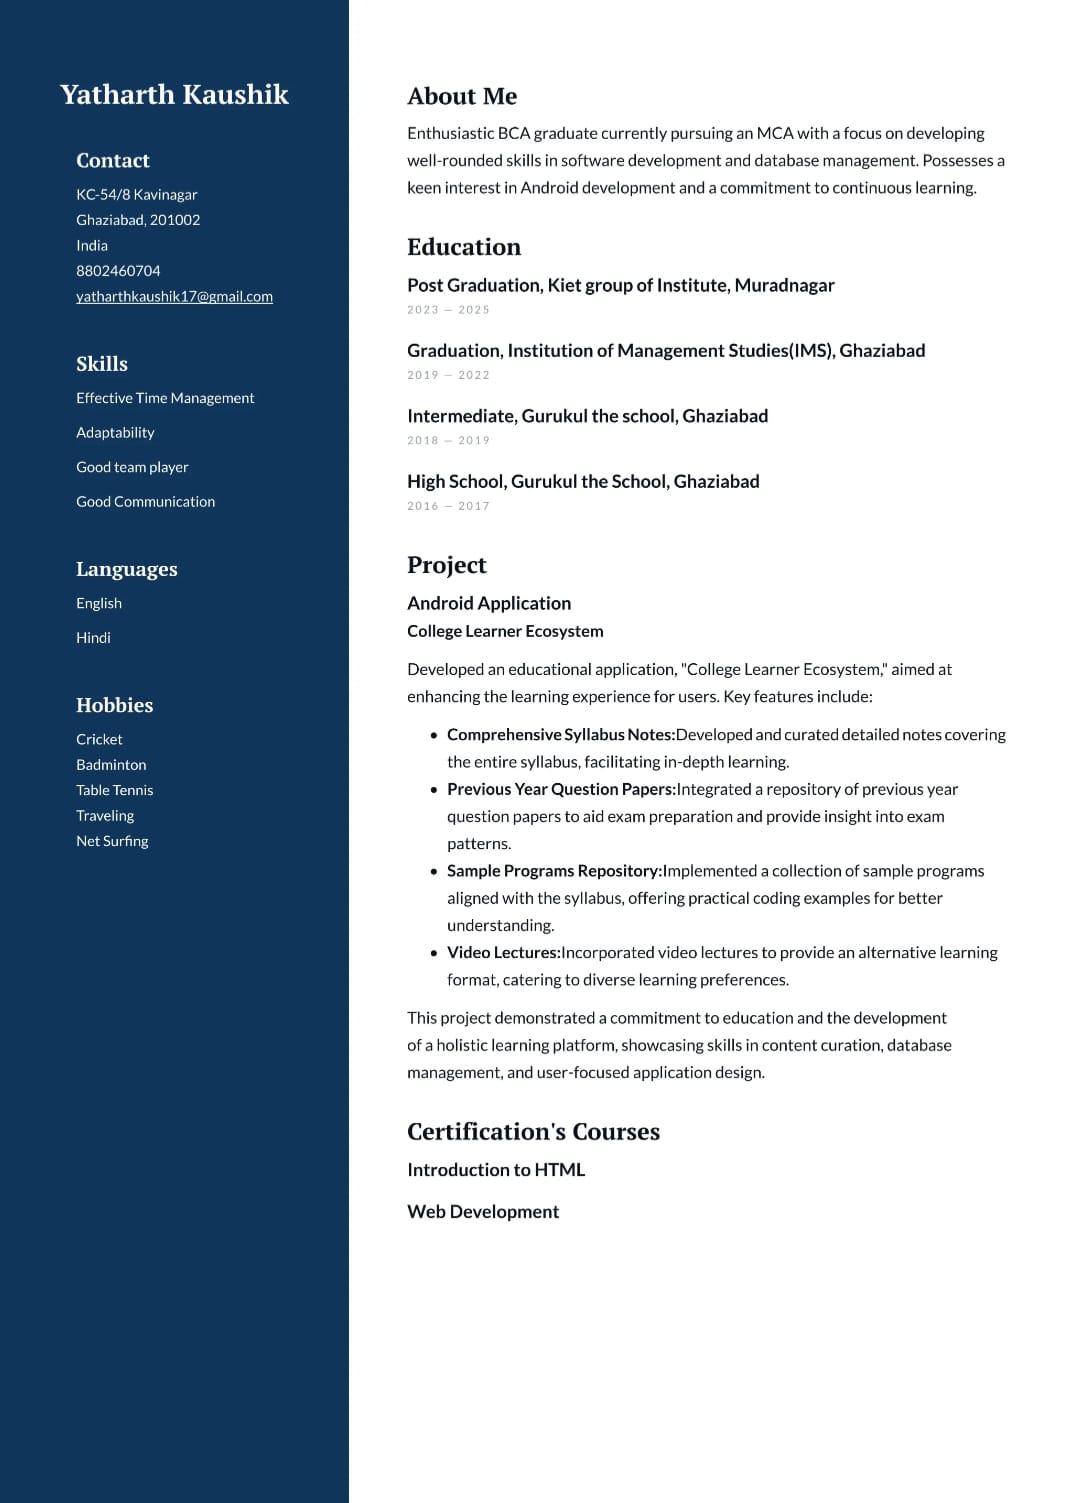 Yatharth Kaushik
Contact
KC-54/8 Kavinagar
Ghaziabad, 201002
India
8802460704
yatharthkaushik17@gmail.com
Skills
Effective Time Management
Adaptability
Good team player
Good Communication
Languages
English
Hindi
Hobbies
Cricket
Badminton
Table Tennis
Traveling
Net Surfing
About Me
Enthusiastic BCA graduate currently pursuing an MCA with a focus on developing
well-rounded skills in software development and database management. Possesses a
keen interest in Android development and a commitment to continuous learning.
Education
Post Graduation, Kiet group of Institute, Muradnagar
2023 — 2025
Graduation, Institution of Management Studies(IMS), Ghaziabad
2019 — 2022
Intermediate, Gurukul the school, Ghaziabad
2018 — 2019
High School, Gurukul the School, Ghaziabad
2016 — 2017
Project
Android Application
College Learner Ecosystem
Developed an educational application, "College Learner Ecosystem," aimed at
enhancing the learning experience for users. Key features include:
• Comprehensive Syllabus Notes:Developed and curated detailed notes covering
the entire syllabus, facilitating in-depth learning.
• Previous Year Question Papers:Integrated a repository of previous year
question papers to aid exam preparation and provide insight into exam
patterns.
• Sample Programs Repository:Implemented a collection of sample programs
aligned with the syllabus, offering practical coding examples for better
understanding.
• Video Lectures:Incorporated video lectures to provide an alternative learning
format, catering to diverse learning preferences.
This project demonstrated a commitment to education and the development
of a holistic learning platform, showcasing skills in content curation, database
management, and user-focused application design.
Certification's Courses
Introduction to HTML
Web Development